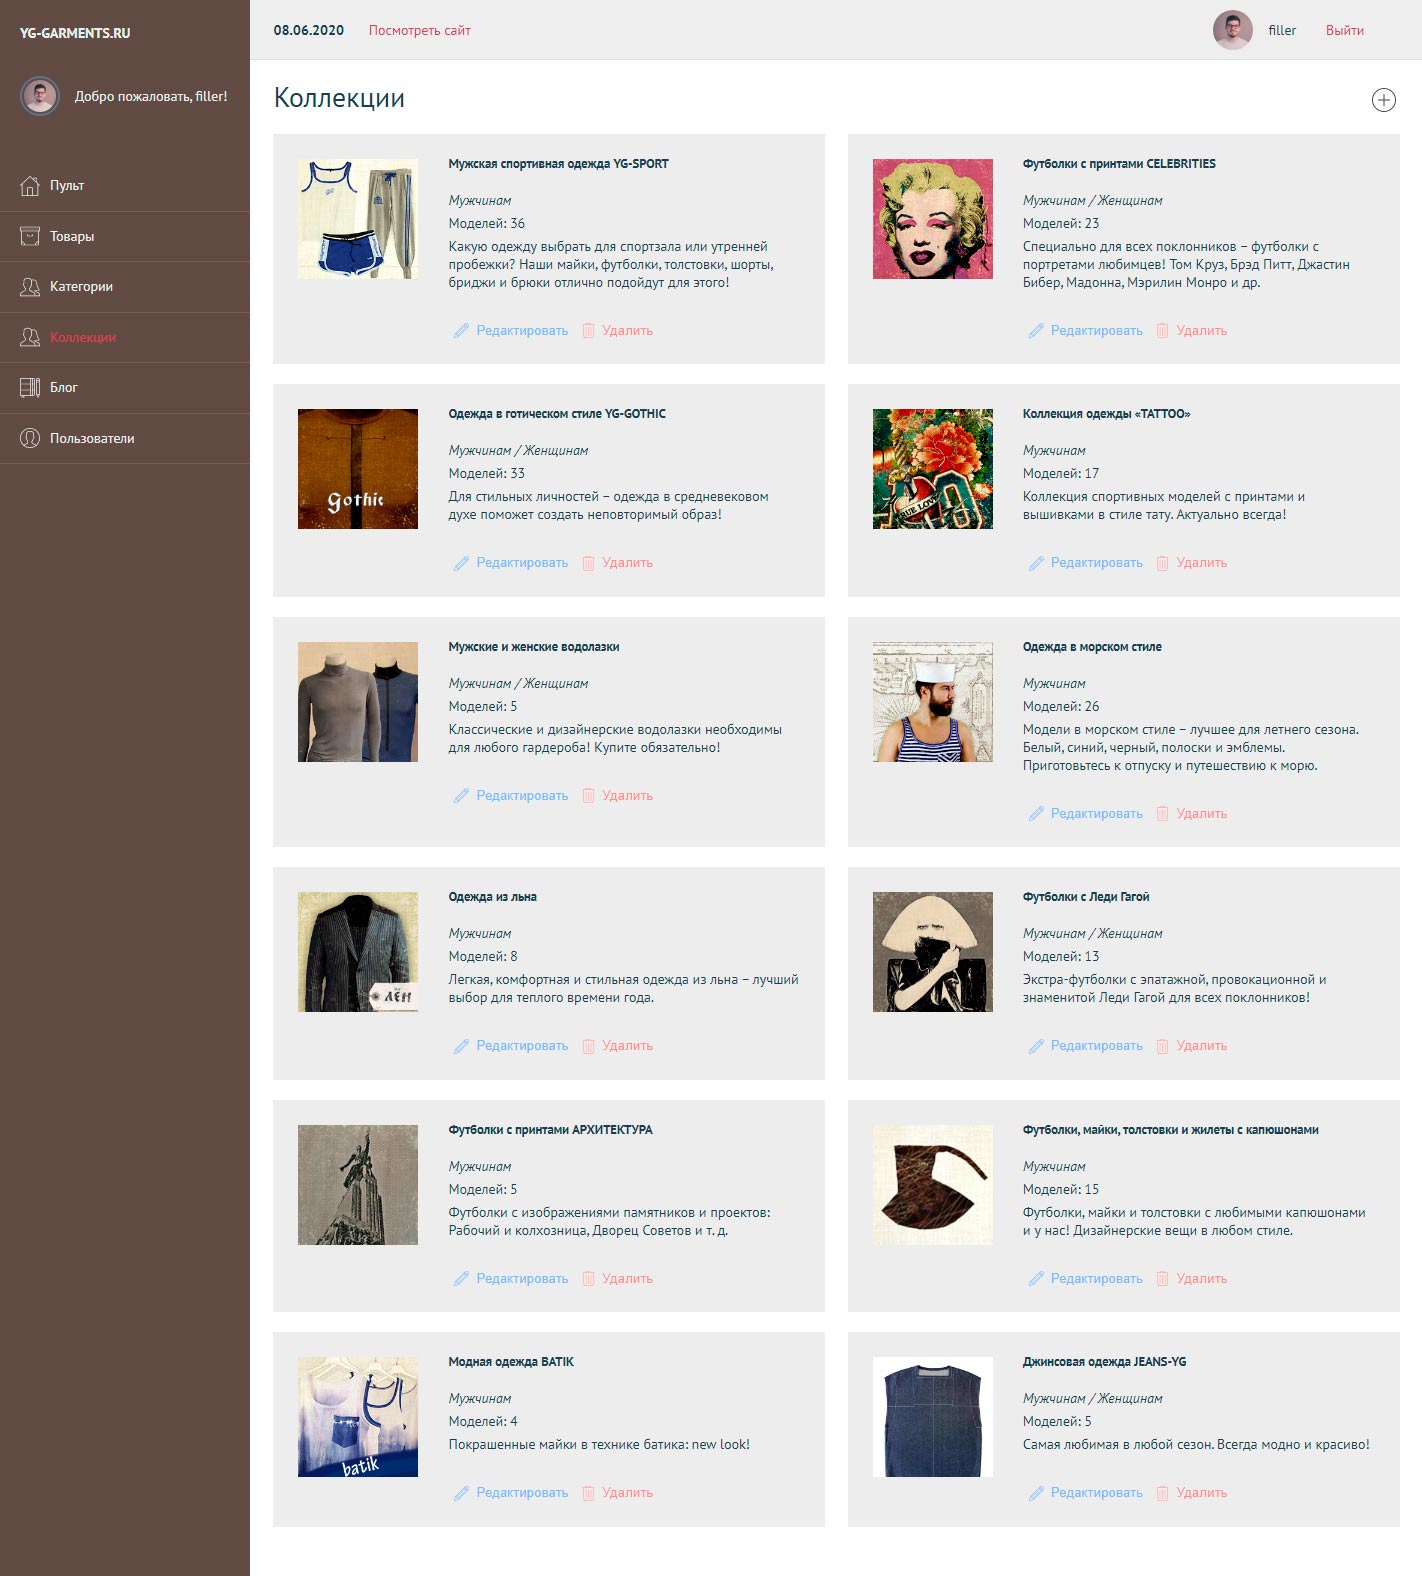 YG-GARMENTS.RU
08.06.2020 Посмотреть сайт filler Выйти
Добро пожаловать, filler!
Пульт
Товары
Категории
Коллекции
Блог
Пользователи
Коллекции
Мужская спортивная одежда YG-SPORT
Мужчинам
Моделей: 36
Какую одежду выбрать для спортзала или утренней
пробежки? Наши майки, футболки, толстовки, шорты,
бриджи и брюки отлично подойдут для этого!
Редактировать Удалить
Футболки с принтами CELEBRITIES
Мужчинам / Женщинам
Моделей: 23
Специально для всех поклонников – футболки с
портретами любимцев! Том Круз, Брэд Питт, Джастин
Бибер, Мадонна, Мэрилин Монро и др.
Редактировать Удалить
Gothic
Одежда в готическом стиле YG-GOTHIC
Мужчинам / Женщинам
Моделей: 33
Для стильных личностей – одежда в средневековом
духе поможет создать неповторимый образ!
Редактировать Удалить
TRUE LOVE
Коллекция одежды «TATTOO»
Мужчинам
Моделей: 17
Коллекция спортивных моделей с принтами и
вышивками в стиле тату. Актуально всегда!
Редактировать Удалить
Мужские и женские водолазки
Мужчинам / Женщинам
Моделей: 5
Классические и дизайнерские водолазки необходимы
для любого гардероба! Купите обязательно!
Редактировать Удалить
Одежда в морском стиле
Мужчинам
Моделей: 26
Модели в морском стиле – лучшее для летнего сезона.
Белый, синий, черный, полоски и эмблемы.
Приготовьтесь к отпуску и путешествию к морю.
Редактировать Удалить
ЛЕН
Одежда из льна
Мужчинам
Моделей: 8
Легкая, комфортная и стильная одежда из льна – лучший
выбор для теплого времени года.
Редактировать Удалить
Футболки с Леди Гагой
Мужчинам / Женщинам
Моделей: 13
Экстра-футболки с эпатажной, провокационной и
знаменитой Леди Гагой для всех поклонников!
Редактировать Удалить
Футболки с принтами АРХИТЕКТУРА
Мужчинам
Моделей: 5
Футболки с изображениями памятников и проектов:
Рабочий и колхозница, Дворец Советов и т. д.
Редактировать Удалить
Футболки, майки, толстовки и жилеты с капюшонами
Мужчинам
Моделей: 15
Футболки, майки и толстовки с любимыми капюшонами
и у нас! Дизайнерские вещи в любом стиле.
Редактировать Удалить
batik
Модная одежда BATIK
Мужчинам
Моделей: 4
Покрашенные майки в технике батика: new look!
Редактировать Удалить
Джинсовая одежда JEANS-YG
Мужчинам / Женщинам
Моделей: 5
Самая любимая в любой сезон. Всегда модно и красиво!
Редактировать Удалить